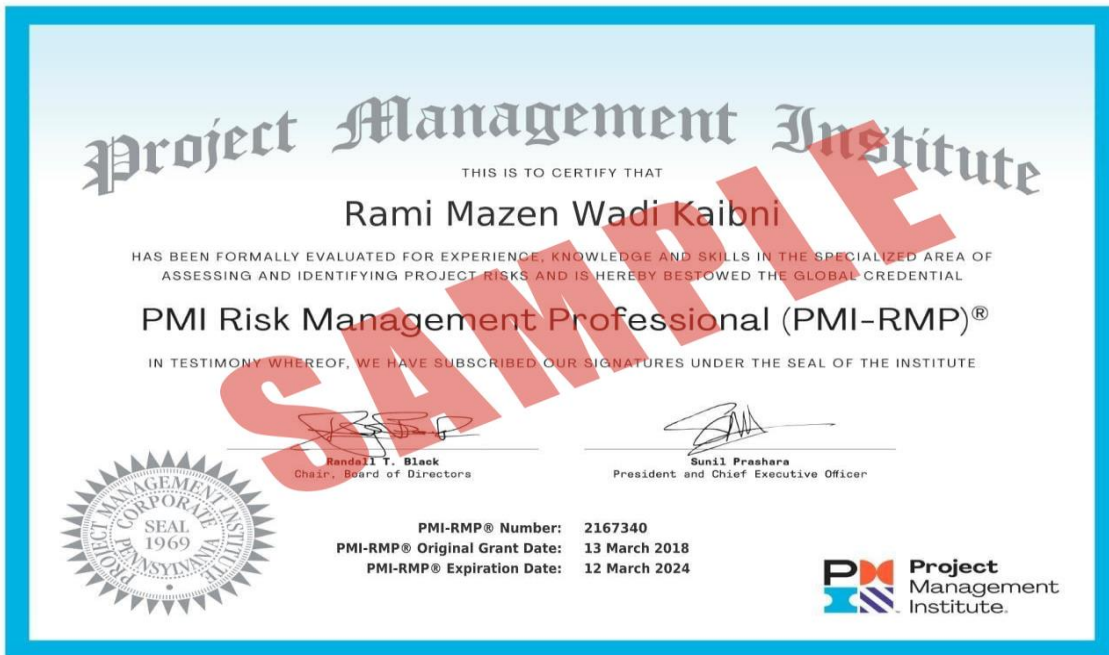 Project Management Institute
THIS IS TO CERTIFY THAT
Rami Mazen Wadi Kaibni
HAS BEEN FORMALLY EVALUATED FOR EXPERIENCE, KNOWLEDGE AND SKILLS IN THE SPECIALIZED AREA OF
ASSESSING AND IDENTIFYING PROJECT RISKS AND IS HEREBY BESTOWED THE GLOBAL CREDENTIAL
PMI Risk Management Professional (PMI-RMP)®
IN TESTIMONY WHEREOF, WE HAVE SUBSCRIBED OUR SIGNATURES UNDER THE SEAL OF THE INSTITUTE
SAMPLE
Randall T. Black
Chair, Board of Directors
Sunil Prashara
President and Chief Executive Officer
PROJECT MANAGEMENT INSTITUTE
CORPORATE
SEAL
1969
PENNSYLVANIA
PMI-RMP® Number: 2167340
PMI-RMP® Original Grant Date: 13 March 2018
PMI-RMP® Expiration Date: 12 March 2024
Project
Management
Institute.